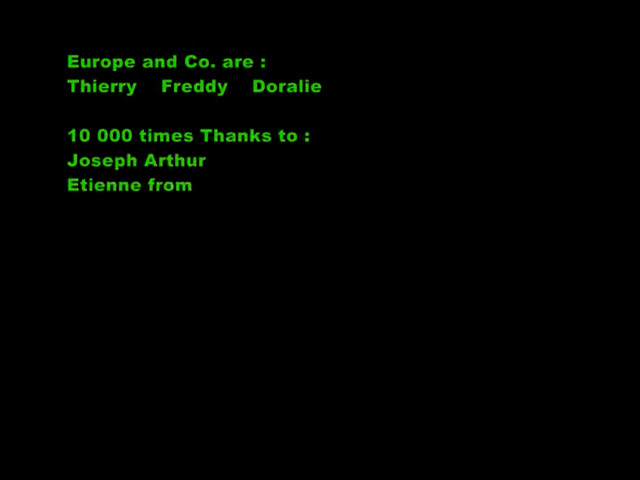 Europe and Co. are :
Thierry Freddy Doralie
10 000 times Thanks to :
Joseph Arthur
Etienne from